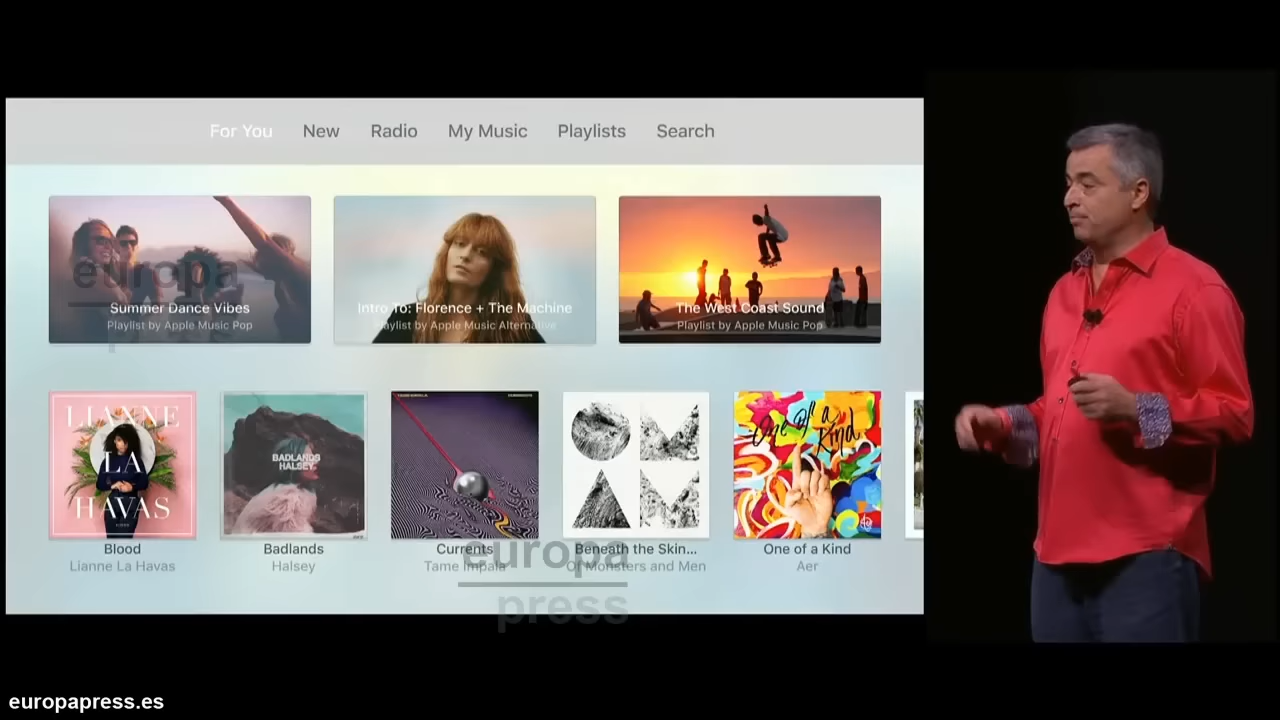 For You New Radio My Music Playlists Search
Summer Dance Vibes
Playlist by Apple Music Pop
Intro To: Florence + The Machine
Playlist by Apple Music Alternative
The West Coast Sound
Playlist by Apple Music Pop
europa
press
LIANNE
LA
HAVAS
BADLANDS
HALSEY
OMAM
One of a Kind
Blood
Lianne La Havas
Badlands
Halsey
Currents
Tame Impala
Beneath the Skin...
Of Monsters and Men
One of a Kind
Aer
europa
press
europapress.es